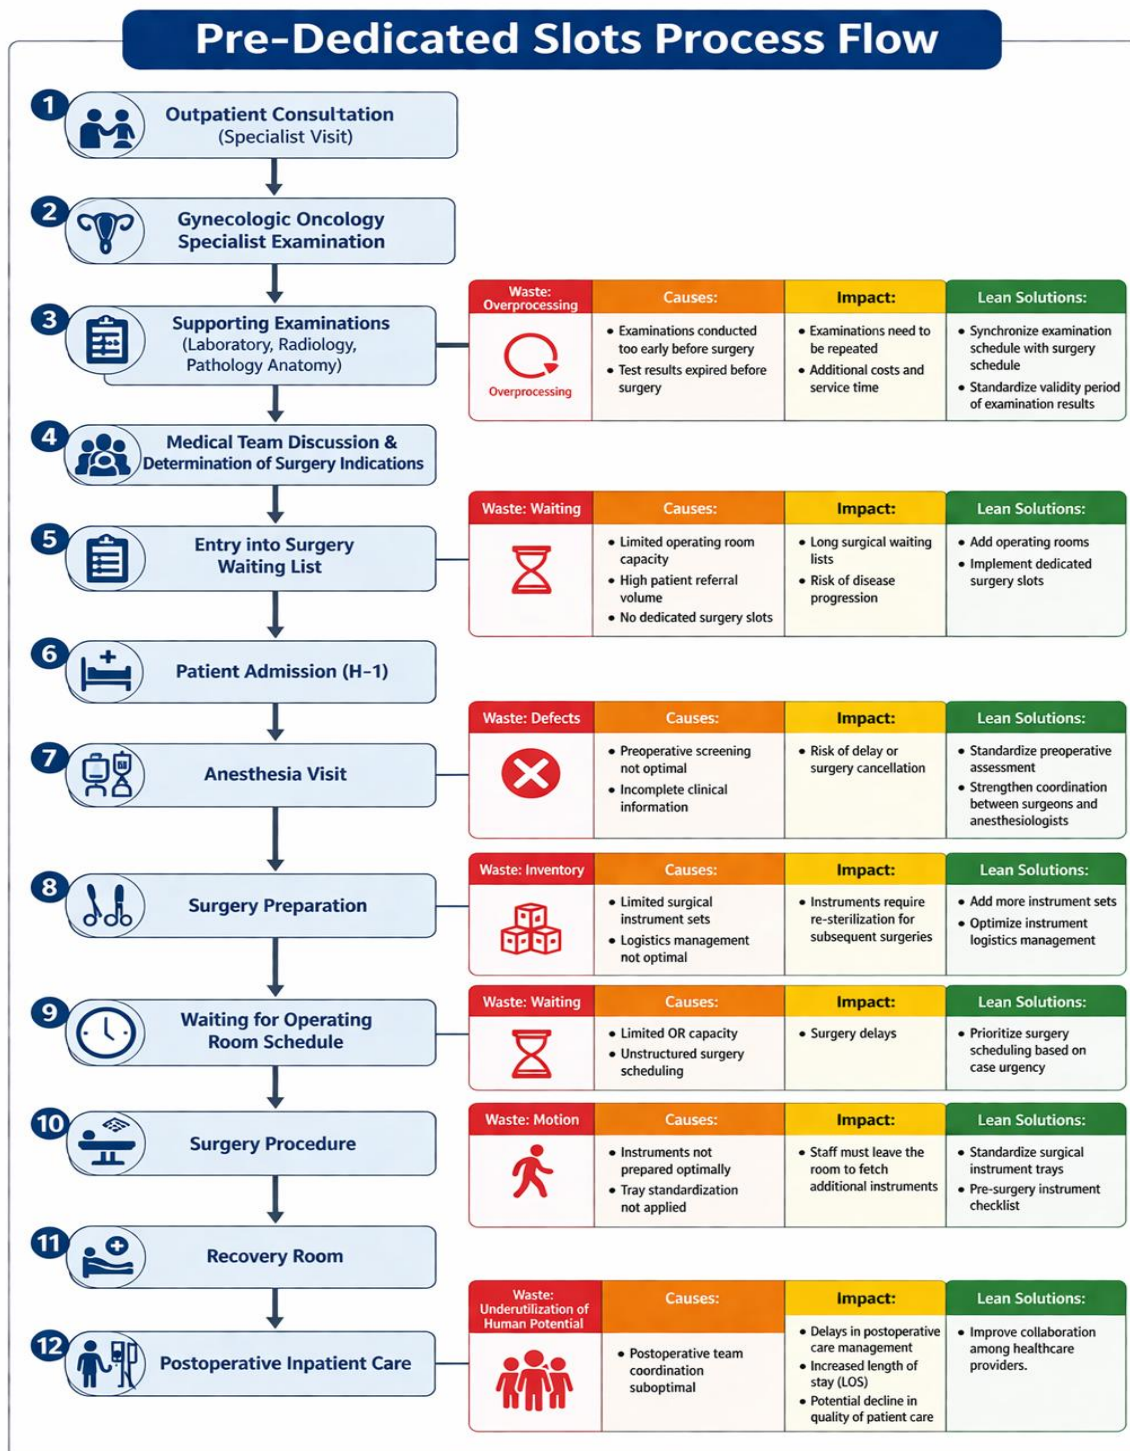 Pre-Dedicated Slots Process Flow
1
Outpatient Consultation
(Specialist Visit)
2
Gynecologic Oncology
Specialist Examination
3
Supporting Examinations
(Laboratory, Radiology,
Pathology Anatomy)
Waste:
Overprocessing
Overprocessing
Causes:
• Examinations conducted
too early before surgery
• Test results expired before
surgery
Impact:
• Examinations need to
be repeated
• Additional costs and
service time
Lean Solutions:
• Synchronize examination
schedule with surgery
schedule
• Standardize validity period
of examination results
4
Medical Team Discussion &
Determination of Surgery Indications
5
Entry into Surgery
Waiting List
Waste: Waiting
Causes:
• Limited operating room
capacity
• High patient referral
volume
• No dedicated surgery slots
Impact:
• Long surgical waiting
lists
• Risk of disease
progression
Lean Solutions:
• Add operating rooms
• Implement dedicated
surgery slots
6
Patient Admission (H-1)
7
Anesthesia Visit
Waste: Defects
Causes:
• Preoperative screening
not optimal
• Incomplete clinical
information
Impact:
• Risk of delay or
surgery cancellation
Lean Solutions:
• Standardize preoperative
assessment
• Strengthen coordination
between surgeons and
anesthesiologists
8
Surgery Preparation
Waste: Inventory
Causes:
• Limited surgical
instrument sets
• Logistics management
not optimal
Impact:
• Instruments require
re-sterilization for
subsequent surgeries
Lean Solutions:
• Add more instrument sets
• Optimize instrument
logistics management
9
Waiting for Operating
Room Schedule
Waste: Waiting
Causes:
• Limited OR capacity
• Unstructured surgery
scheduling
Impact:
• Surgery delays
Lean Solutions:
• Prioritize surgery
scheduling based on
case urgency
10
Surgery Procedure
Waste: Motion
Causes:
• Instruments not
prepared optimally
• Tray standardization
not applied
Impact:
• Staff must leave the
room to fetch
additional instruments
Lean Solutions:
• Standardize surgical
instrument trays
• Pre-surgery instrument
checklist
11
Recovery Room
12
Postoperative Inpatient Care
Waste:
Underutilization of
Human Potential
Causes:
• Postoperative team
coordination
suboptimal
Impact:
• Delays in postoperative
care management
• Increased length of
stay (LOS)
• Potential decline in
quality of patient care
Lean Solutions:
• Improve collaboration
among healthcare
providers.